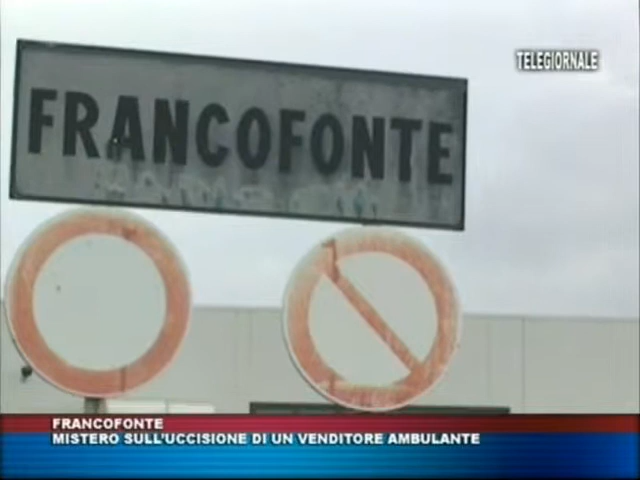 TELEGIORNALE
FRANCOFONTE
FRANCOFONTE
MISTERO SULL'UCCISIONE DI UN VENDITORE AMBULANTE